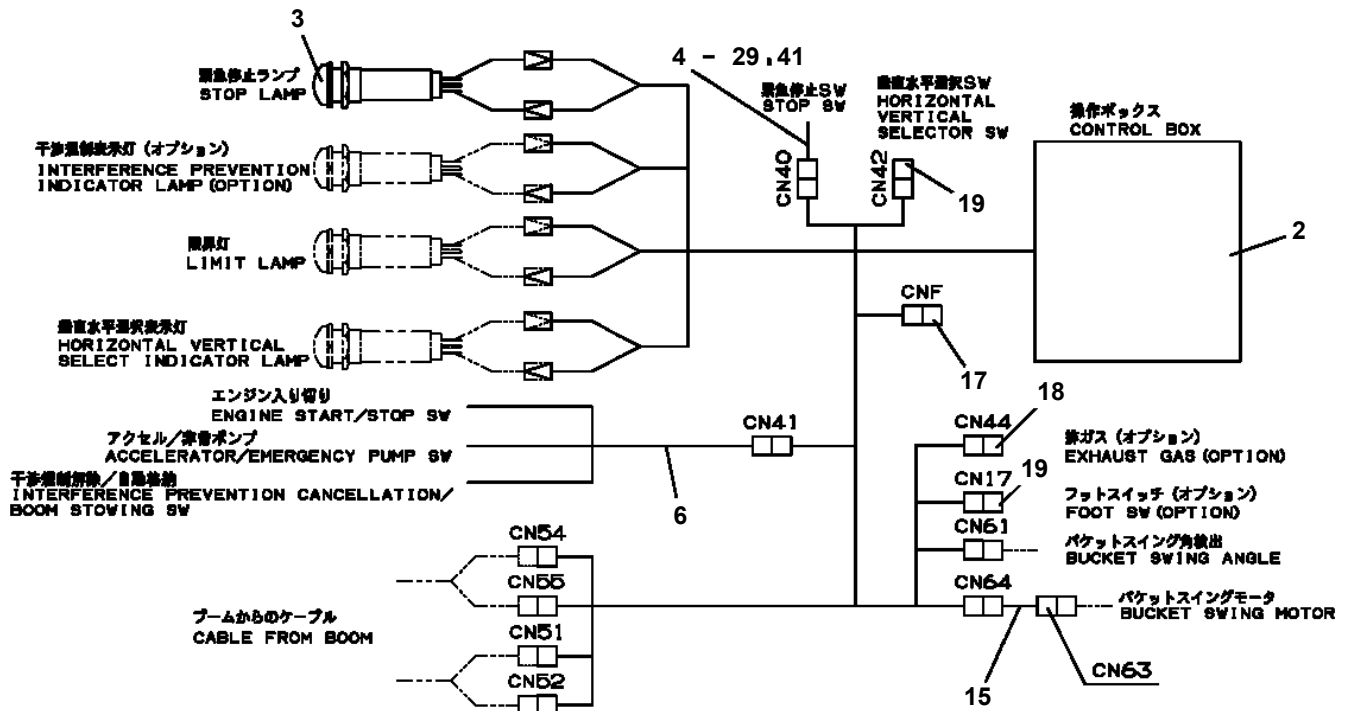 3
緊急停止ランプ
STOP LAMP
4 - 29,41
緊急停止SW
STOP SW
垂直水平選択SW
HORIZONTAL
VERTICAL
SELECTOR SW
操作ボックス
CONTROL BOX
干渉規制表示灯(オプション)
INTERFERENCE PREVENTION
INDICATOR LAMP(OPTION)
CN40
CN42
19
2
限界灯
LIMIT LAMP
CNF
17
垂直水平選択表示灯
HORIZONTAL VERTICAL
SELECT INDICATOR LAMP
エンジン入り切り
ENGINE START/STOP SW
アクセル/非常ポンプ
ACCELERATOR/EMERGENCY PUMP SW
干渉規制解除/自動格納
INTERFERENCE PREVENTION CANCELLATION/
BOOM STOWING SW
CN41
6
CN44
18
排ガス(オプション)
EXHAUST GAS(OPTION)
CN17
19
フットスイッチ(オプション)
FOOT SW(OPTION)
CN61
バケットスイング角検出
BUCKET SWING ANGLE
CN64
バケットスイングモータ
BUCKET SWING MOTOR
15
CN63
CN54
CN55
ブームからのケーブル
CABLE FROM BOOM
CN51
CN52